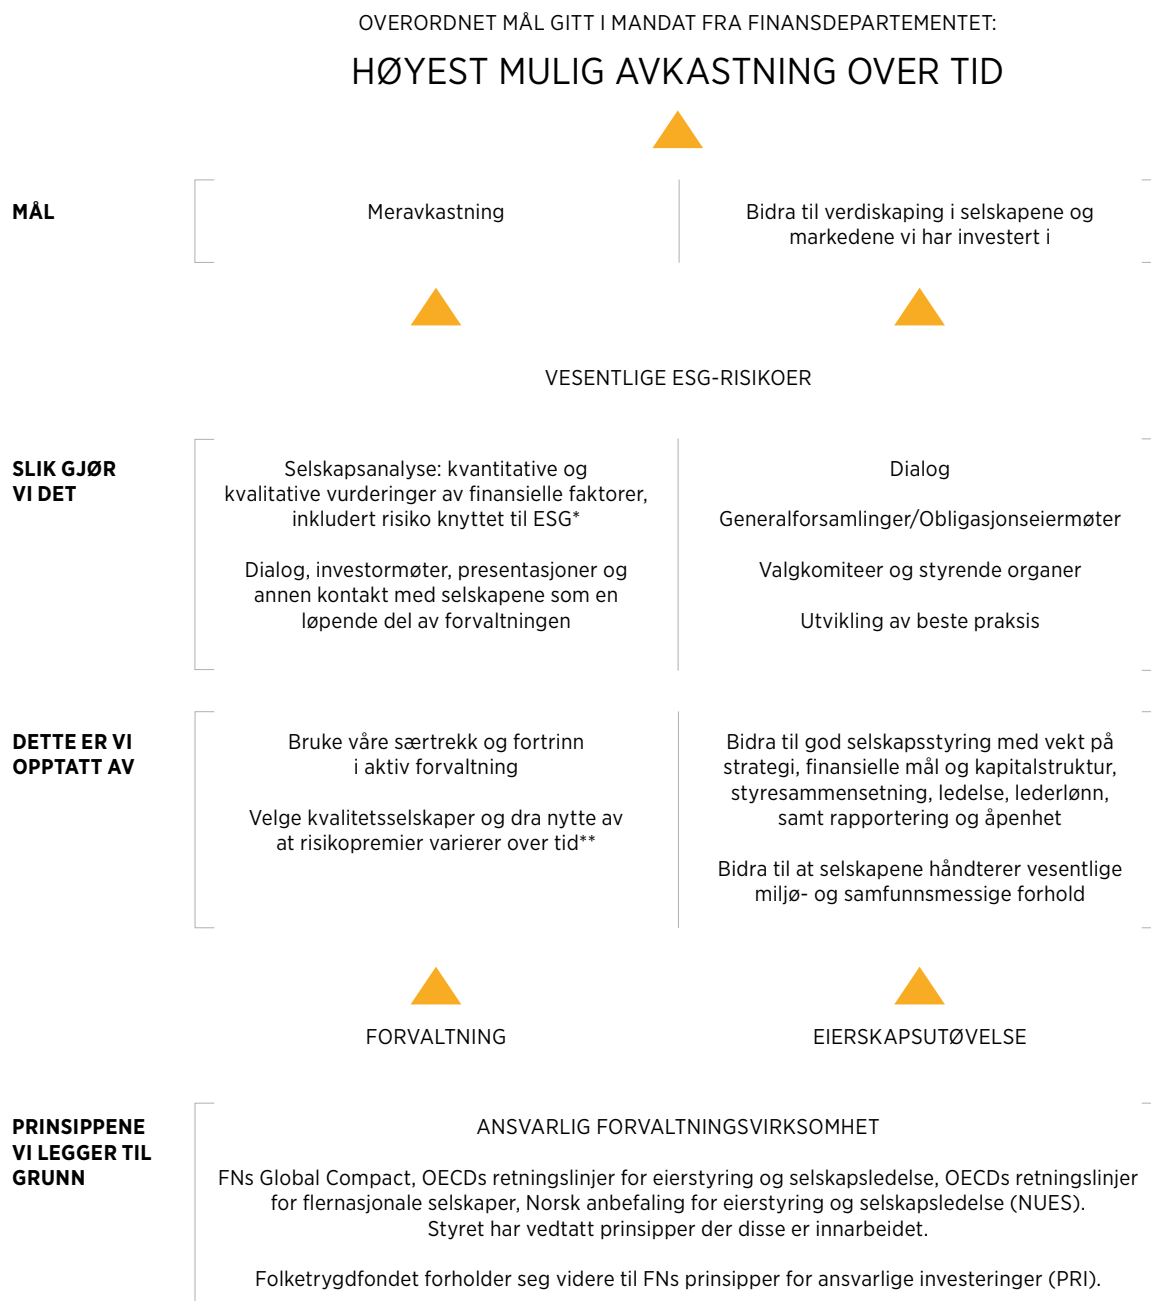 OVERORDNET MÅL GITT I MANDAT FRA FINANSDEPARTEMENTET:
HØYEST MULIG AVKASTNING OVER TID
MÅL
Meravkastning
Bidra til verdiskaping i selskapene og
markedene vi har investert i
VESENTLIGE ESG-RISIKOER
SLIK GJØR
VI DET
Selskapsanalyse: kvantitative og
kvalitative vurderinger av finansielle faktorer,
inkludert risiko knyttet til ESG*
Dialog, investormøter, presentasjoner og
annen kontakt med selskapene som en
løpende del av forvaltningen
Dialog
Generalforsamlinger/Obligasjonseiermøter
Valgkomiteer og styrende organer
Utvikling av beste praksis
DETTE ER VI
OPPTATT AV
Bruke våre særtrekk og fortrinn
i aktiv forvaltning
Velge kvalitetsselskaper og dra nytte av
at risikopremier varierer over tid**
Bidra til god selskapsstyring med vekt på
strategi, finansielle mål og kapitalstruktur,
styresammensetning, ledelse, lederlønn,
samt rapportering og åpenhet
Bidra til at selskapene håndterer vesentlige
miljø- og samfunnsmessige forhold
FORVALTNING
EIERSKAPSUTØVELSE
PRINSIPPENE
VI LEGGER TIL
GRUNN
ANSVARLIG FORVALTNINGSVIRKSOMHET
FNs Global Compact, OECDs retningslinjer for eierstyring og selskapsledelse, OECDs retningslinjer
for flernasjonale selskaper, Norsk anbefaling for eierstyring og selskapsledelse (NUES).
Styret har vedtatt prinsipper der disse er innarbeidet.
Folketrygdfondet forholder seg videre til FNs prinsipper for ansvarlige investeringer (PRI).